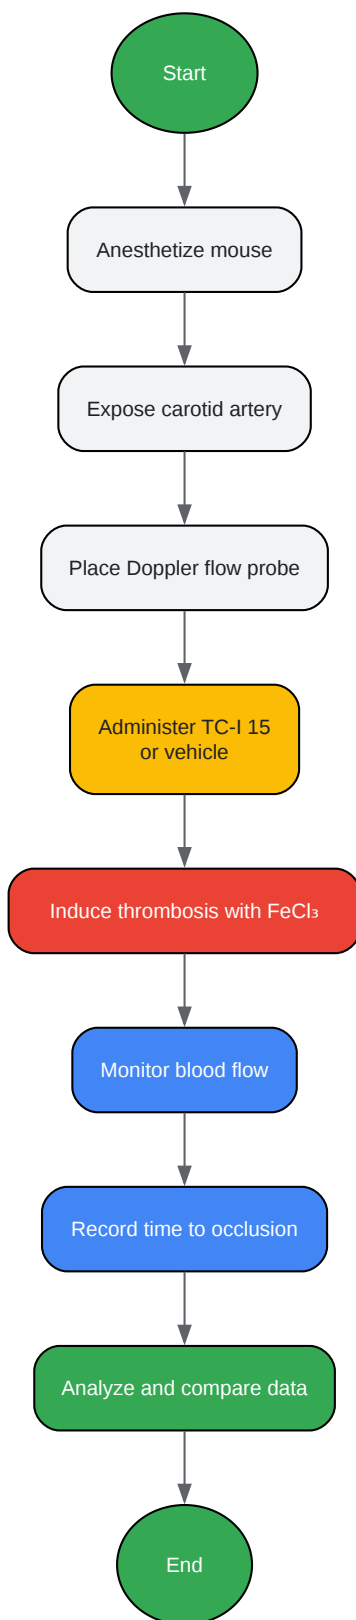 Start
Anesthetize mouse
Expose carotid artery
Place Doppler flow probe
Administer TC-I 15
or vehicle
Induce thrombosis with FeCl₃
Monitor blood flow
Record time to occlusion
Analyze and compare data
End